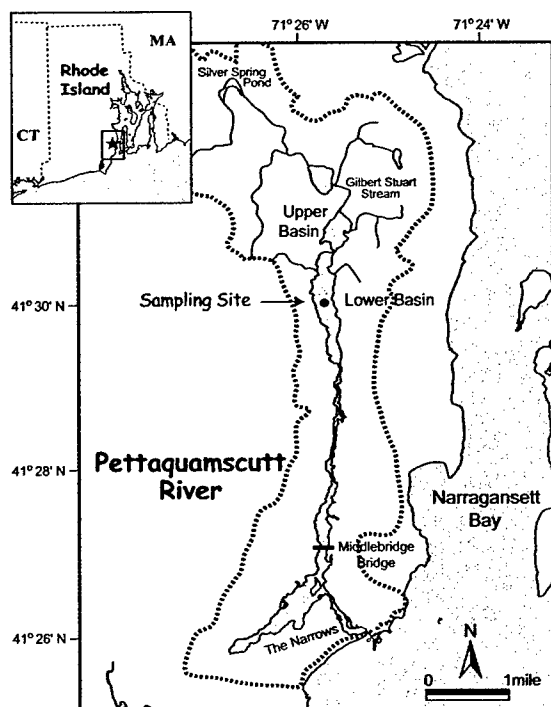 71° 26' W
71° 24' W
MA
Rhode
Island
CT
Silver Spring
Pond
Gilbert Stuart
Stream
Upper
Basin
Sampling Site
Lower Basin
41° 30' N
41° 28' N
Pettaquamscutt
River
Narragansett
Bay
Middlebridge
Bridge
41° 26' N
The Narrows
N
0
1mile